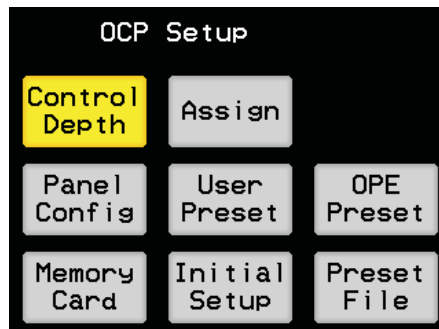 OCP Setup
Control
Depth
Assign
Panel
Config
User
Preset
OPE
Preset
Memory
Card
Initial
Setup
Preset
File